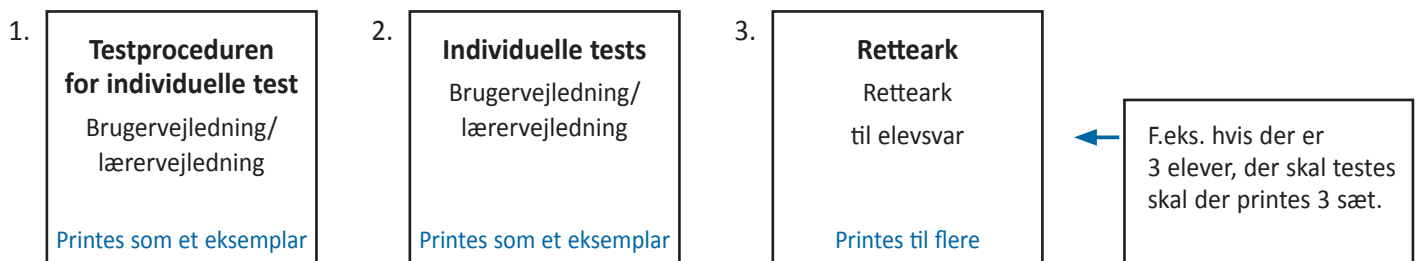 1.
Testproceduren
for individuelle test
Brugervejledning/
lærervejledning
Printes som et eksemplar
2.
Individuelle tests
Brugervejledning/
lærervejledning
Printes som et eksemplar
3.
Retteark
Retteark
til elevsvar
Printes til flere
F.eks. hvis der er
3 elever, der skal testes
skal der printes 3 sæt.